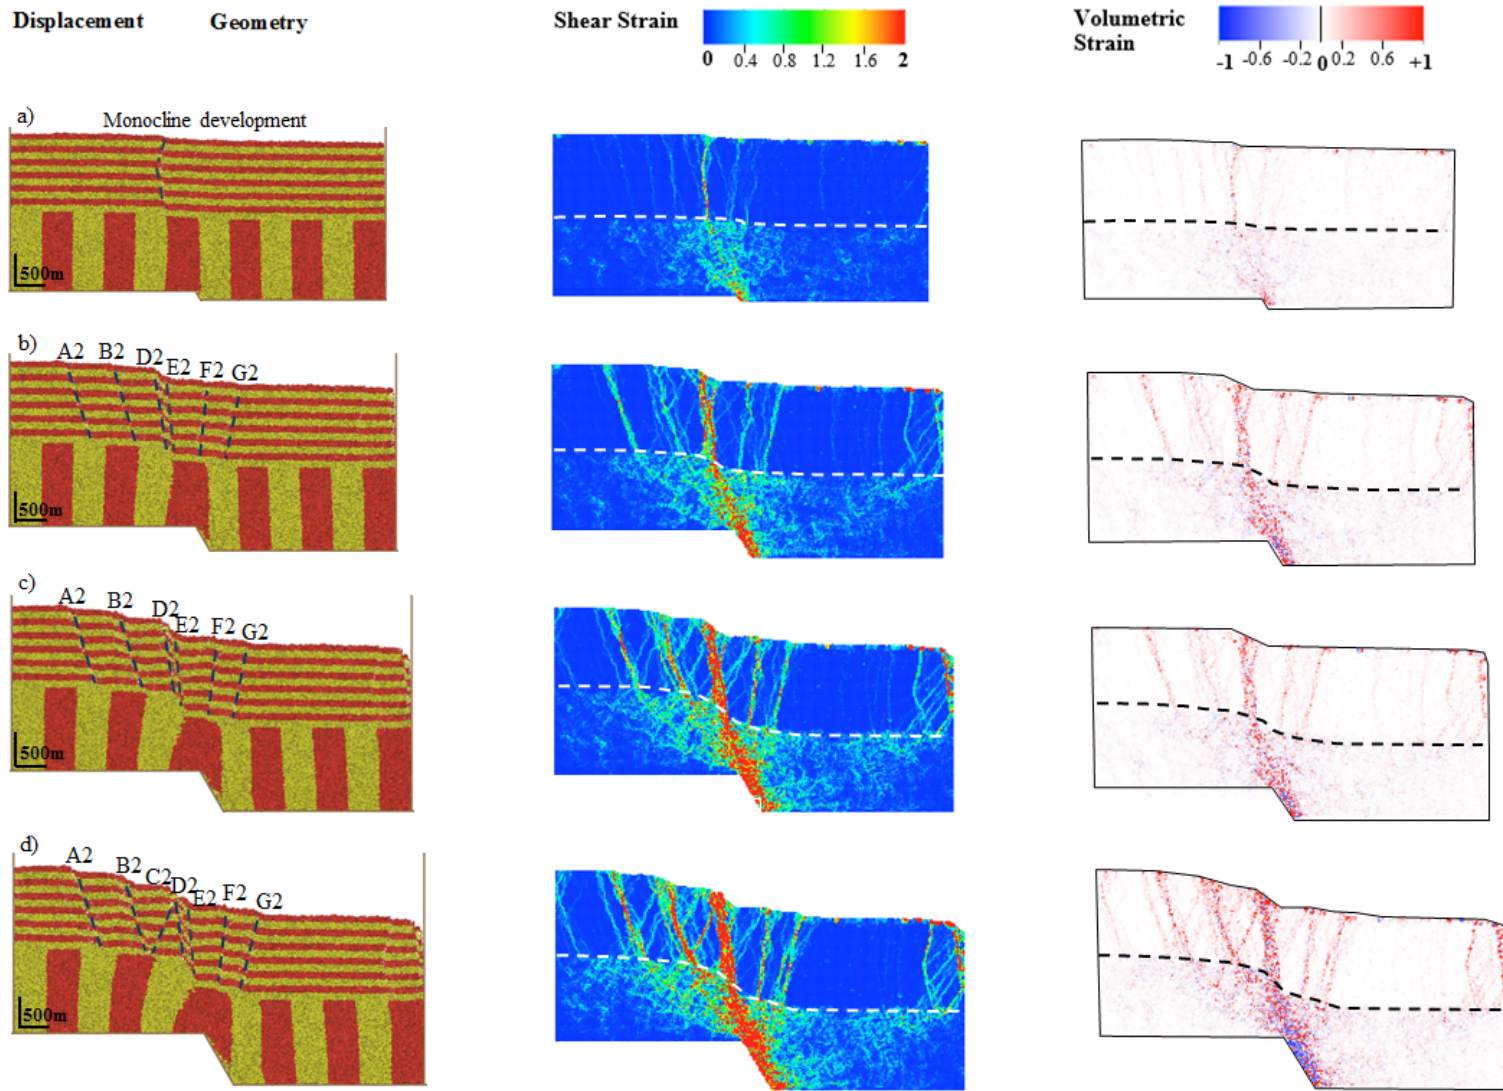 Displacement Geometry Shear Strain Volumetric
Strain
0 0.4 0.8 1.2 1.6 2
-1 -0.6 -0.2 0 0.2 0.6 +1
a)
Monocline development
500m
b)
A2 B2 D2 E2 F2 G2
500m
c)
A2 B2 D2 E2 F2 G2
500m
d)
A2 B2 C2 D2 E2 F2 G2
500m